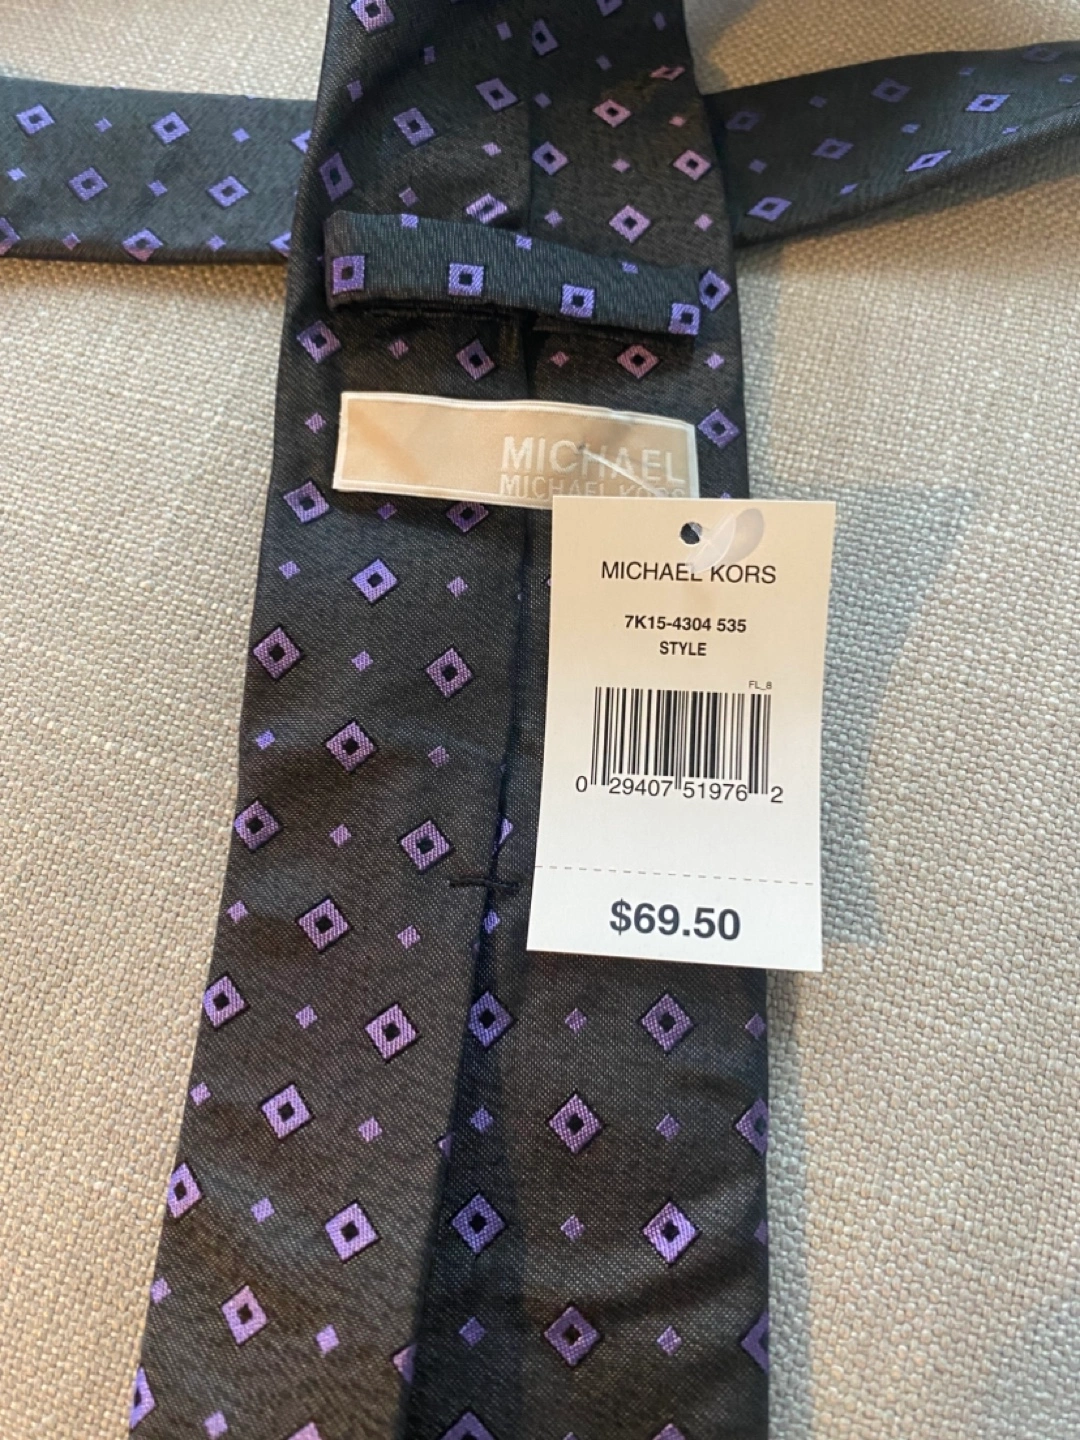 MICHAEL
MICHAEL KORS
MICHAEL KORS
7K15-4304 535
STYLE
FL_8
0 29407 51976 2
$69.50